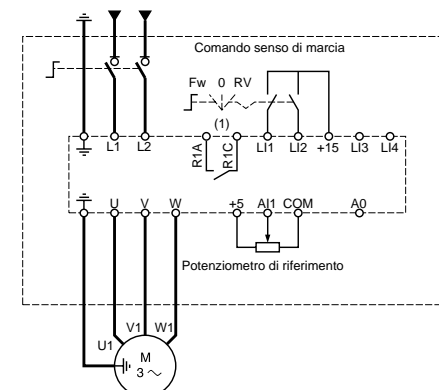 Comando senso di marcia
Fw 0 RV
(1)
L1 L2 R1A R1C LI1 LI2 +15 LI3 LI4
U V W +5 AI1 COM A0
Potenziometro di riferimento
U1 V1 W1
M
3 ~